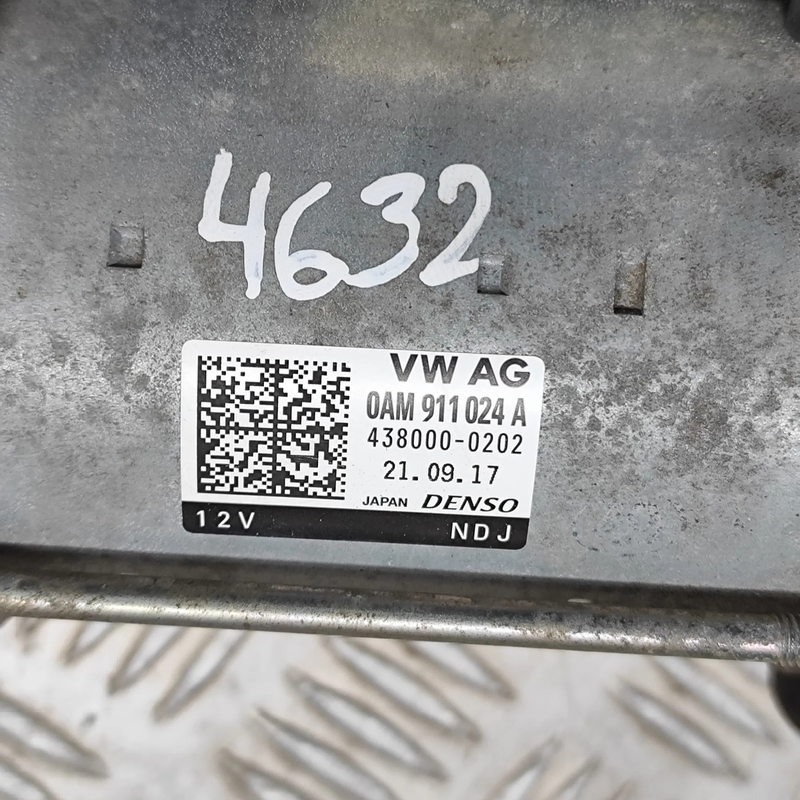 4632
VW AG
0AM 911 024 A
438000-0202
21.09.17
JAPAN DENSO
12V NDJ